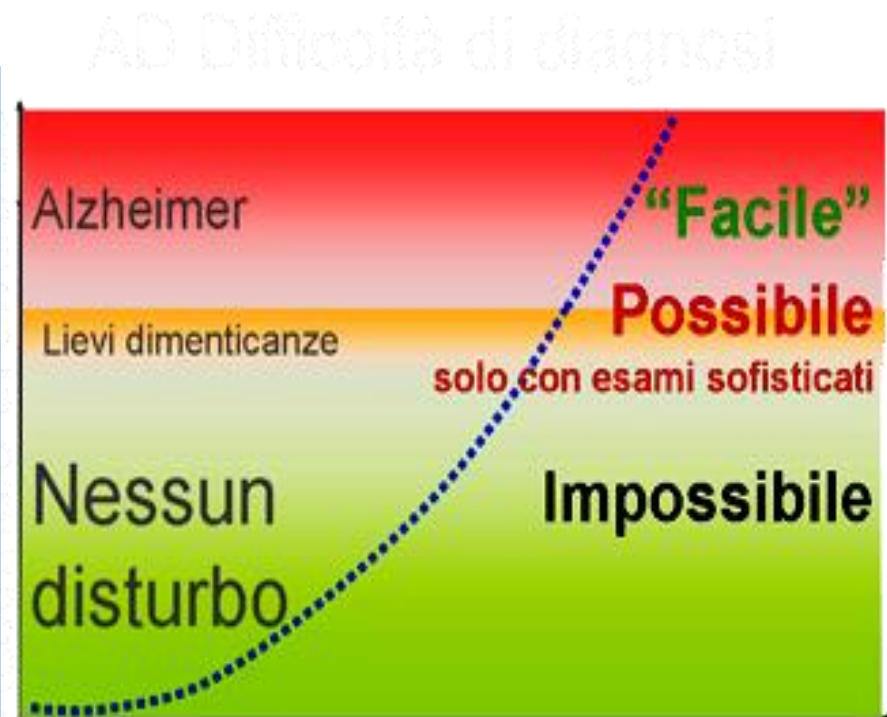 AD Difficoltà di diagnosi
Alzheimer
“Facile”
Possibile
Lievi dimenticanze
solo con esami sofisticati
Nessun
disturbo
Impossibile